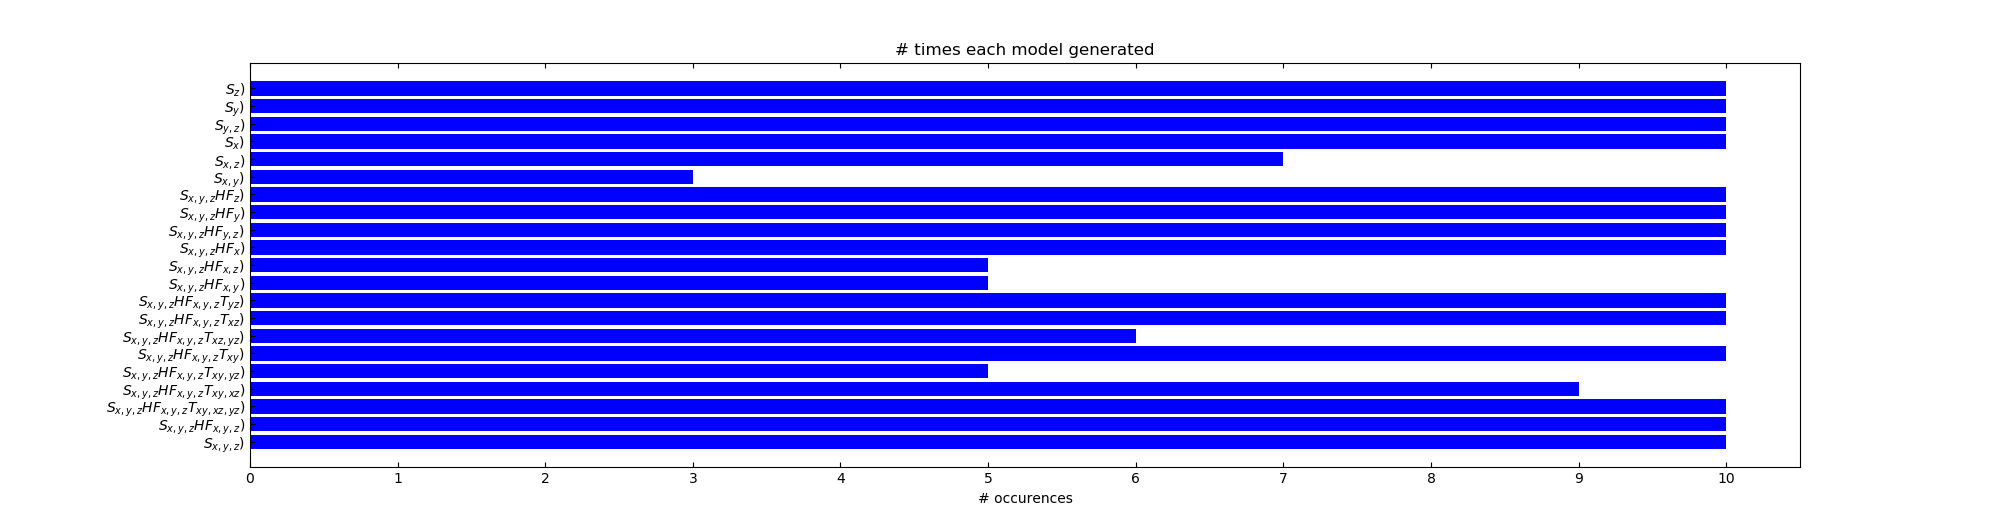 # times each model generated
S_z)
S_y)
S_{y,z})
S_x)
S_{x,z})
S_{x,y})
S_{x,y,z}HF_z)
S_{x,y,z}HF_y)
S_{x,y,z}HF_{y,z})
S_{x,y,z}HF_x)
S_{x,y,z}HF_{x,z})
S_{x,y,z}HF_{x,y})
S_{x,y,z}HF_{x,y,z}T_{yz})
S_{x,y,z}HF_{x,y,z}T_{xz})
S_{x,y,z}HF_{x,y,z}T_{xz,yz})
S_{x,y,z}HF_{x,y,z}T_{xy})
S_{x,y,z}HF_{x,y,z}T_{xy,yz})
S_{x,y,z}HF_{x,y,z}T_{xy,xz})
S_{x,y,z}HF_{x,y,z}T_{xy,xz,yz})
S_{x,y,z}HF_{x,y,z})
S_{x,y,z})
0 1 2 3 4 5 6 7 8 9 10
# occurences